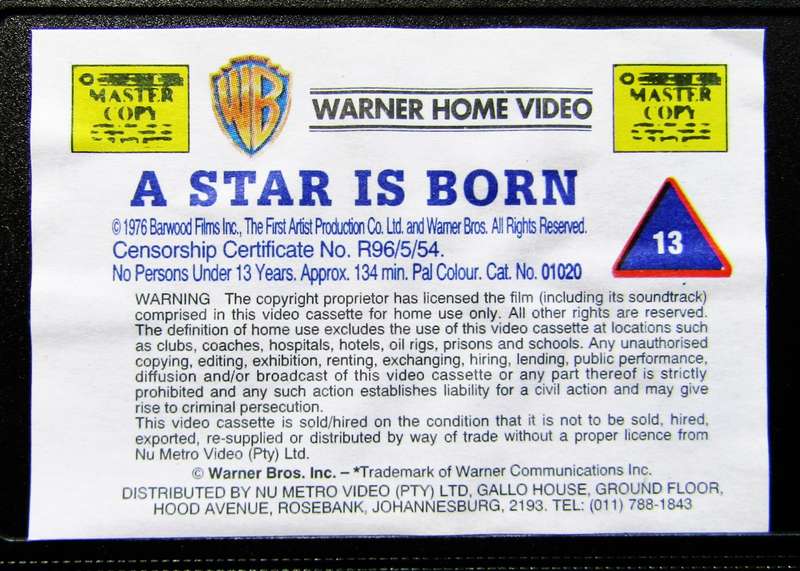 MASTER
COPY
WB
WARNER HOME VIDEO
MASTER
COPY
A STAR IS BORN
© 1976 Barwood Films Inc., The First Artist Production Co. Ltd. and Warner Bros. All Rights Reserved.
Censorship Certificate No. R96/5/54.
No Persons Under 13 Years. Approx. 134 min. Pal Colour. Cat. No. 01020
13
WARNING The copyright proprietor has licensed the film (including its soundtrack)
comprised in this video cassette for home use only. All other rights are reserved.
The definition of home use excludes the use of this video cassette at locations such
as clubs, coaches, hospitals, hotels, oil rigs, prisons and schools. Any unauthorised
copying, editing, exhibition, renting, exchanging, hiring, lending, public performance,
diffusion and/or broadcast of this video cassette or any part thereof is strictly
prohibited and any such action establishes liability for a civil action and may give
rise to criminal persecution.
This video cassette is sold/hired on the condition that it is not to be sold, hired,
exported, re-supplied or distributed by way of trade without a proper licence from
Nu Metro Video (Pty) Ltd.
© Warner Bros. Inc. – *Trademark of Warner Communications Inc.
DISTRIBUTED BY NU METRO VIDEO (PTY) LTD, GALLO HOUSE, GROUND FLOOR,
HOOD AVENUE, ROSEBANK, JOHANNESBURG, 2193. TEL: (011) 788-1843